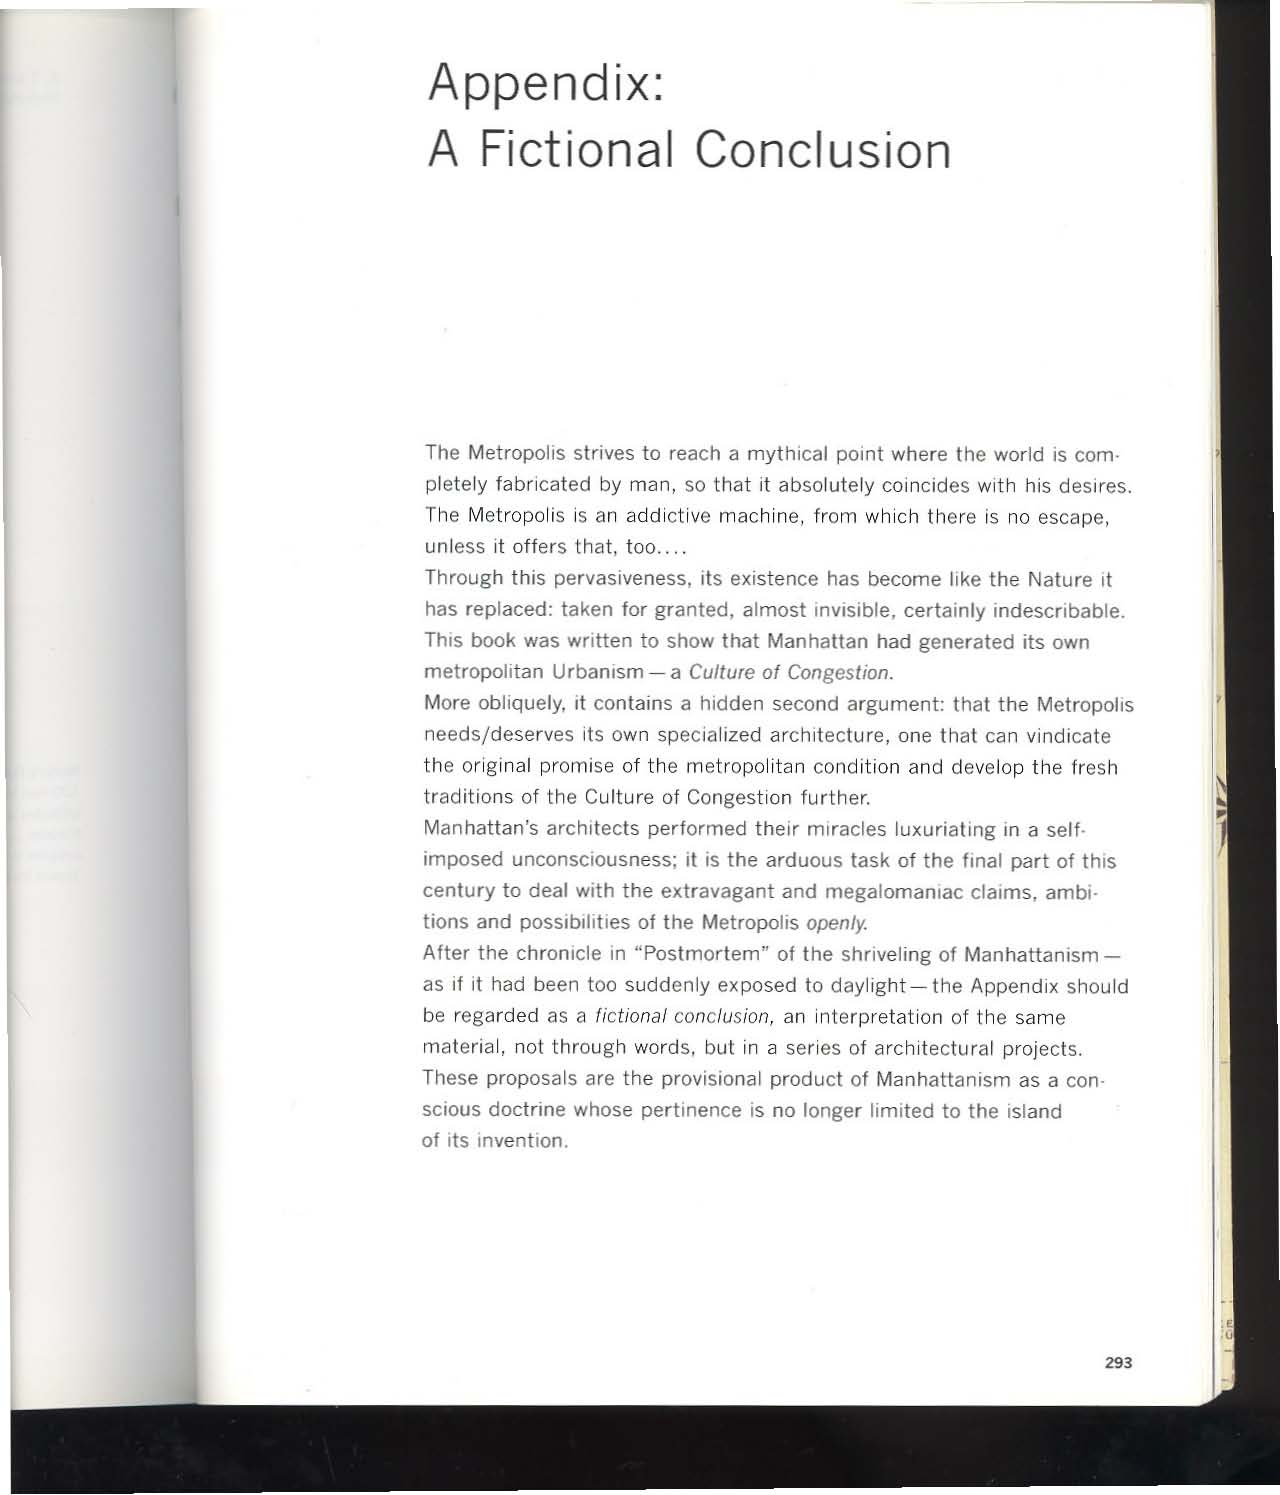 Appendix:
A Fictional Conclusion
The Metropolis strives to reach a mythical point where the world is com-
pletely fabricated by man, so that it absolutely coincides with his desires.
The Metropolis is an addictive machine, from which there is no escape,
unless it offers that, too....
Through this pervasiveness, its existence has become like the Nature it
has replaced: taken for granted, almost invisible, certainly indescribable.
This book was written to show that Manhattan had generated its own
metropolitan Urbanism — a Culture of Congestion.
More obliquely, it contains a hidden second argument: that the Metropolis
needs/deserves its own specialized architecture, one that can vindicate
the original promise of the metropolitan condition and develop the fresh
traditions of the Culture of Congestion further.
Manhattan's architects performed their miracles luxuriating in a self-
imposed unconsciousness; it is the arduous task of the final part of this
century to deal with the extravagant and megalomaniac claims, ambi-
tions and possibilities of the Metropolis openly.
After the chronicle in “Postmortem” of the shriveling of Manhattanism —
as if it had been too suddenly exposed to daylight — the Appendix should
be regarded as a fictional conclusion, an interpretation of the same
material, not through words, but in a series of architectural projects.
These proposals are the provisional product of Manhattanism as a con-
scious doctrine whose pertinence is no longer limited to the island
of its invention.
293